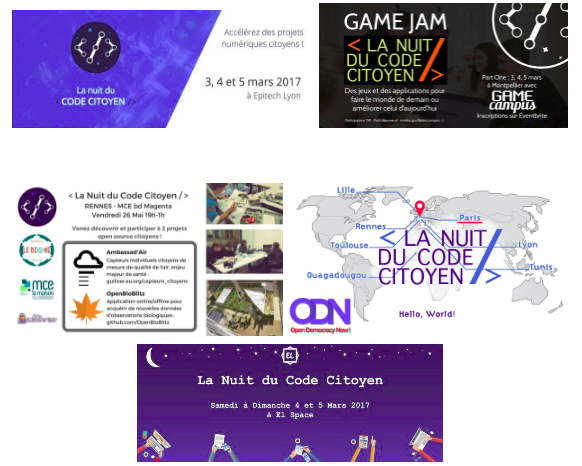 Accélérez des projets
numériques citoyens !
La nuit du
CODE CITOYEN />
3, 4 et 5 mars 2017
à Epitech Lyon
GAME JAM
< LA NUIT
DU CODE
CITOYEN />
Des jeux et des applications pour
faire le monde de demain ou
améliorer celui d'aujourd'hui
Part One : 3, 4, 5 mars
à Montpellier avec
GAME
campus
Inscriptions sur Eventbrite
< La Nuit du Code Citoyen />
RENNES - MCE bd Magenta
Vendredi 26 Mai 19h-1h
Venez découvrir et participer à 2 projets
open source citoyens !
Ambassad'Air
Capteurs individuels citoyens de
mesure de qualité de l'air, enjeu
majeur de santé :
gulliver.eu.org/capteurs_citoyens
OpenBioBlitz
Application online/offline pour
acquérir de nouvelles données
d'observations biologiques :
github.com/OpenBioBlitz
mce
Lille
Rennes
Paris
Toulouse
Lyon
Ouagadougou
Tunis
< LA NUIT
DU CODE
CITOYEN />
ODN
Open Democracy Now !
Hello, World!
EL
La Nuit du Code Citoyen
Samedi & Dimanche 4 et 5 Mars 2017
à El Space